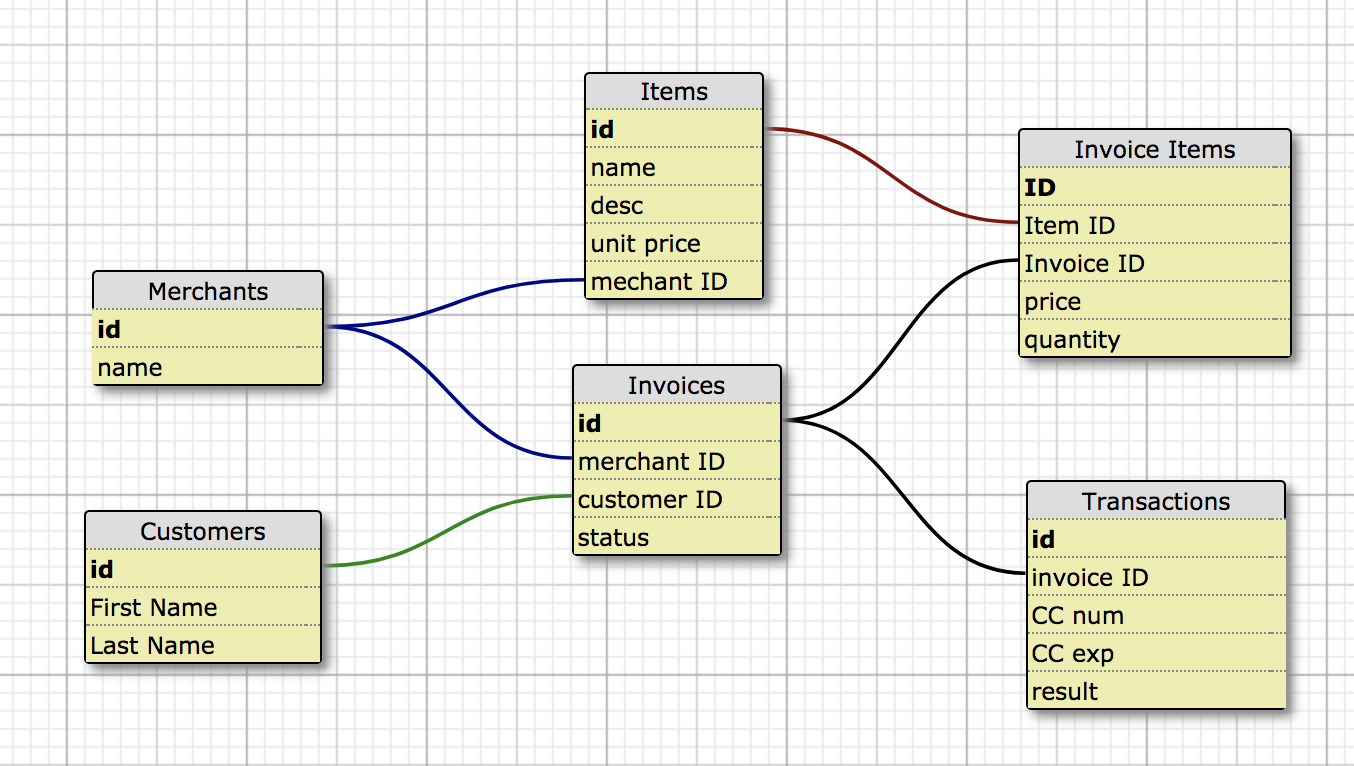 Items
id
name
desc
unit price
mechant ID
Invoice Items
ID
Item ID
Invoice ID
price
quantity
Merchants
id
name
Invoices
id
merchant ID
customer ID
status
Customers
id
First Name
Last Name
Transactions
id
invoice ID
CC num
CC exp
result